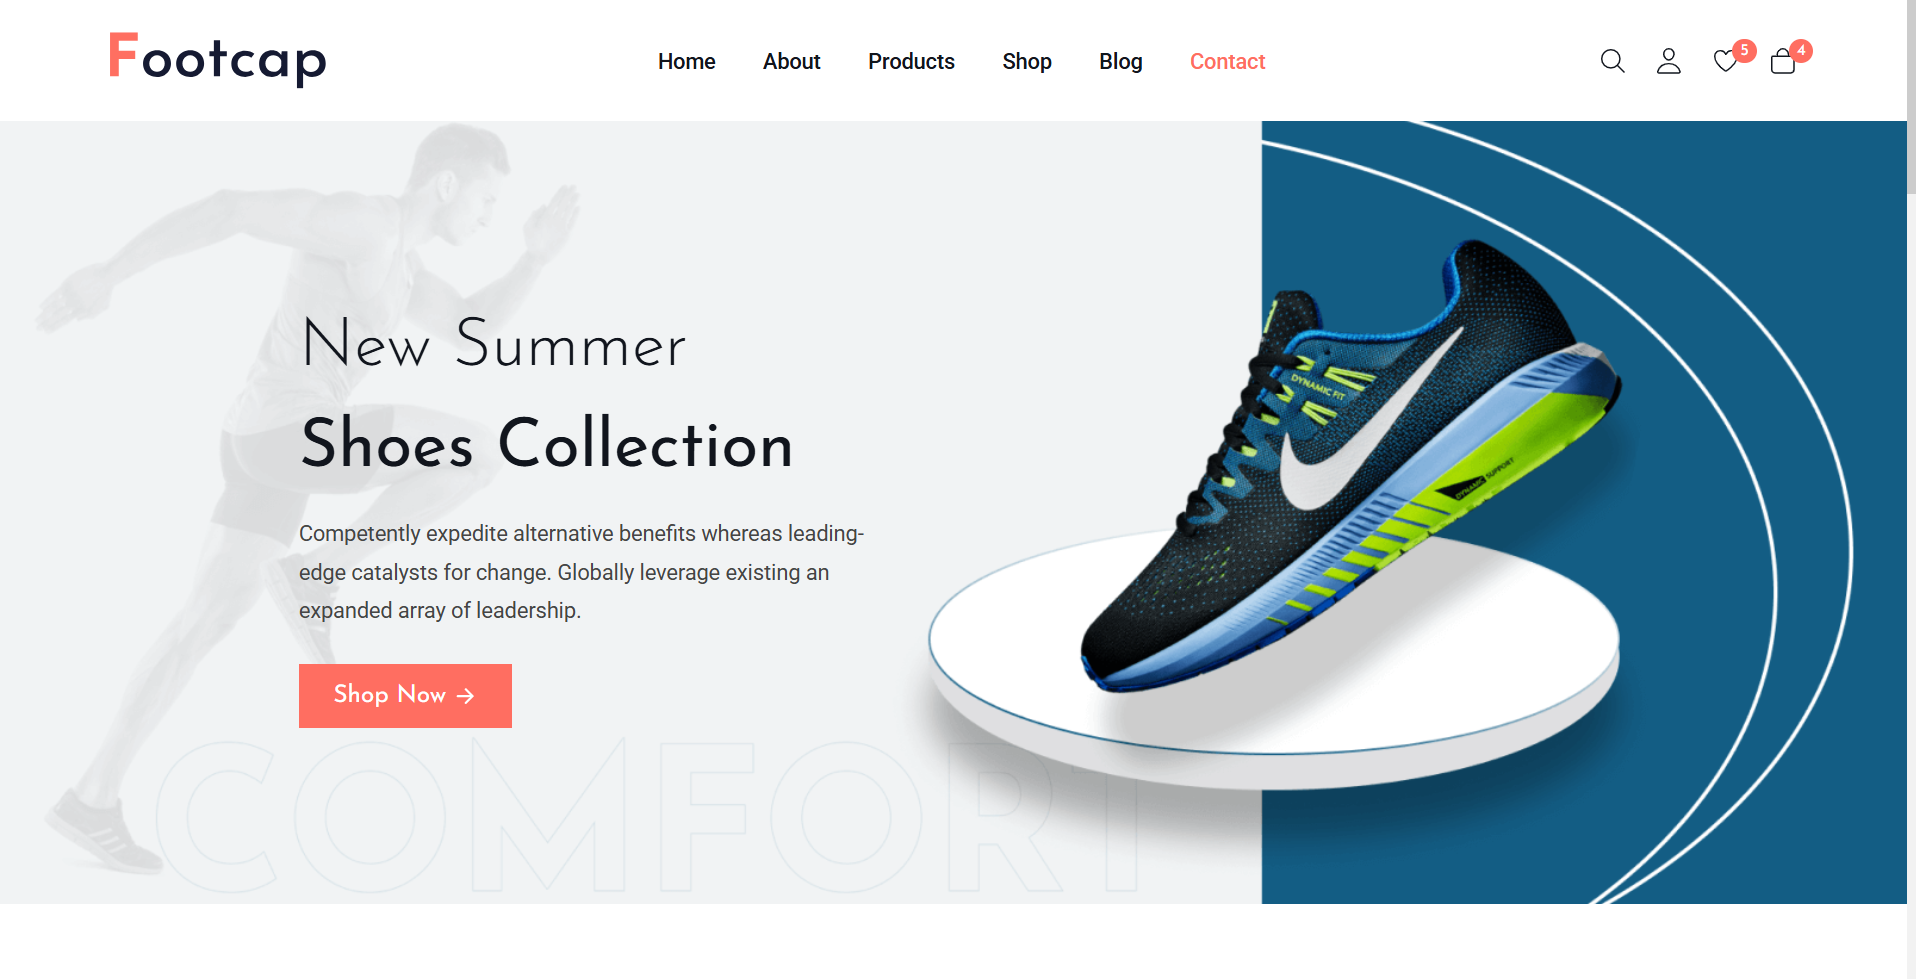 Footcap
Home About Products Shop Blog Contact
5 4
New Summer
Shoes Collection
Competently expedite alternative benefits whereas leading-
edge catalysts for change. Globally leverage existing an
expanded array of leadership.
Shop Now →
DYNAMIC FIT
DYNAMIC SUPPORT
COMFORT